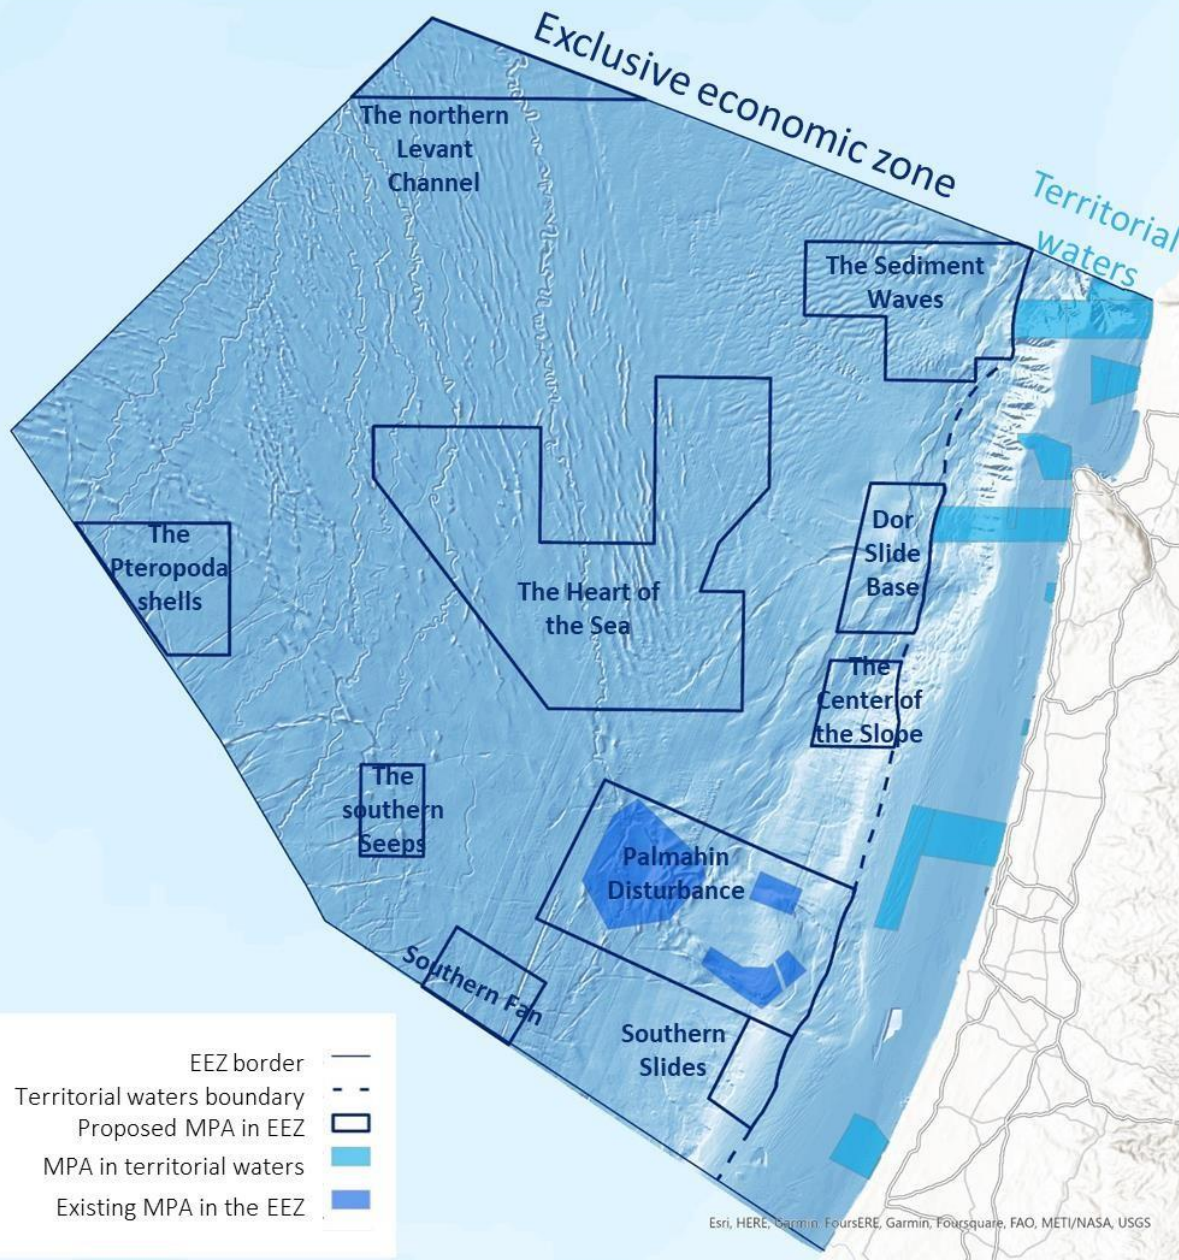 Exclusive economic zone
Territorial
waters
The northern
Levant
Channel
The Sediment
Waves
The
Pteropoda
shells
The Heart of
the Sea
Dor
Slide
Base
The
Center of
the Slope
The
southern
Seeps
Palmahin
Disturbance
Southern Fan
Southern
Slides
EEZ border
Territorial waters boundary
Proposed MPA in EEZ
MPA in territorial waters
Existing MPA in the EEZ
Esri, HERE, Garmin, FoursERE, Garmin, Foursquare, FAO, METI/NASA, USGS